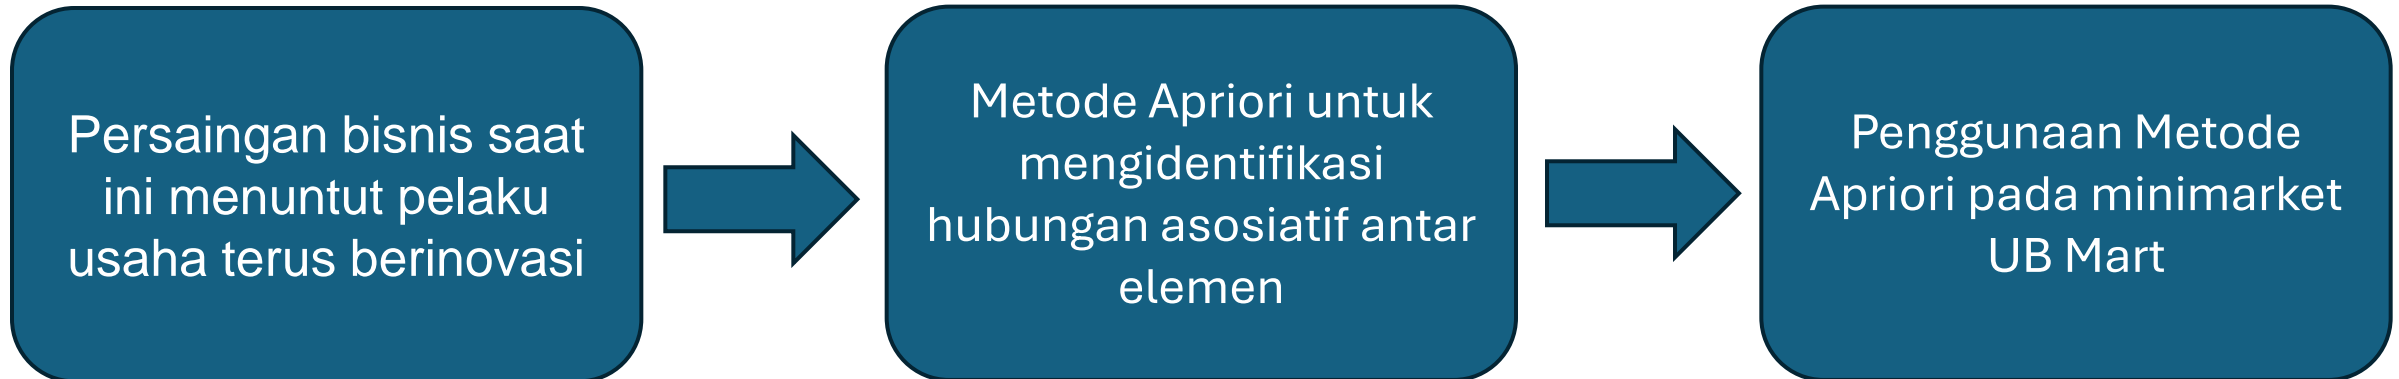 Persaingan bisnis saat
ini menuntut pelaku
usaha terus berinovasi
Metode Apriori untuk
mengidentifikasi
hubungan asosiatif antar
elemen
Penggunaan Metode
Apriori pada minimarket
UB Mart